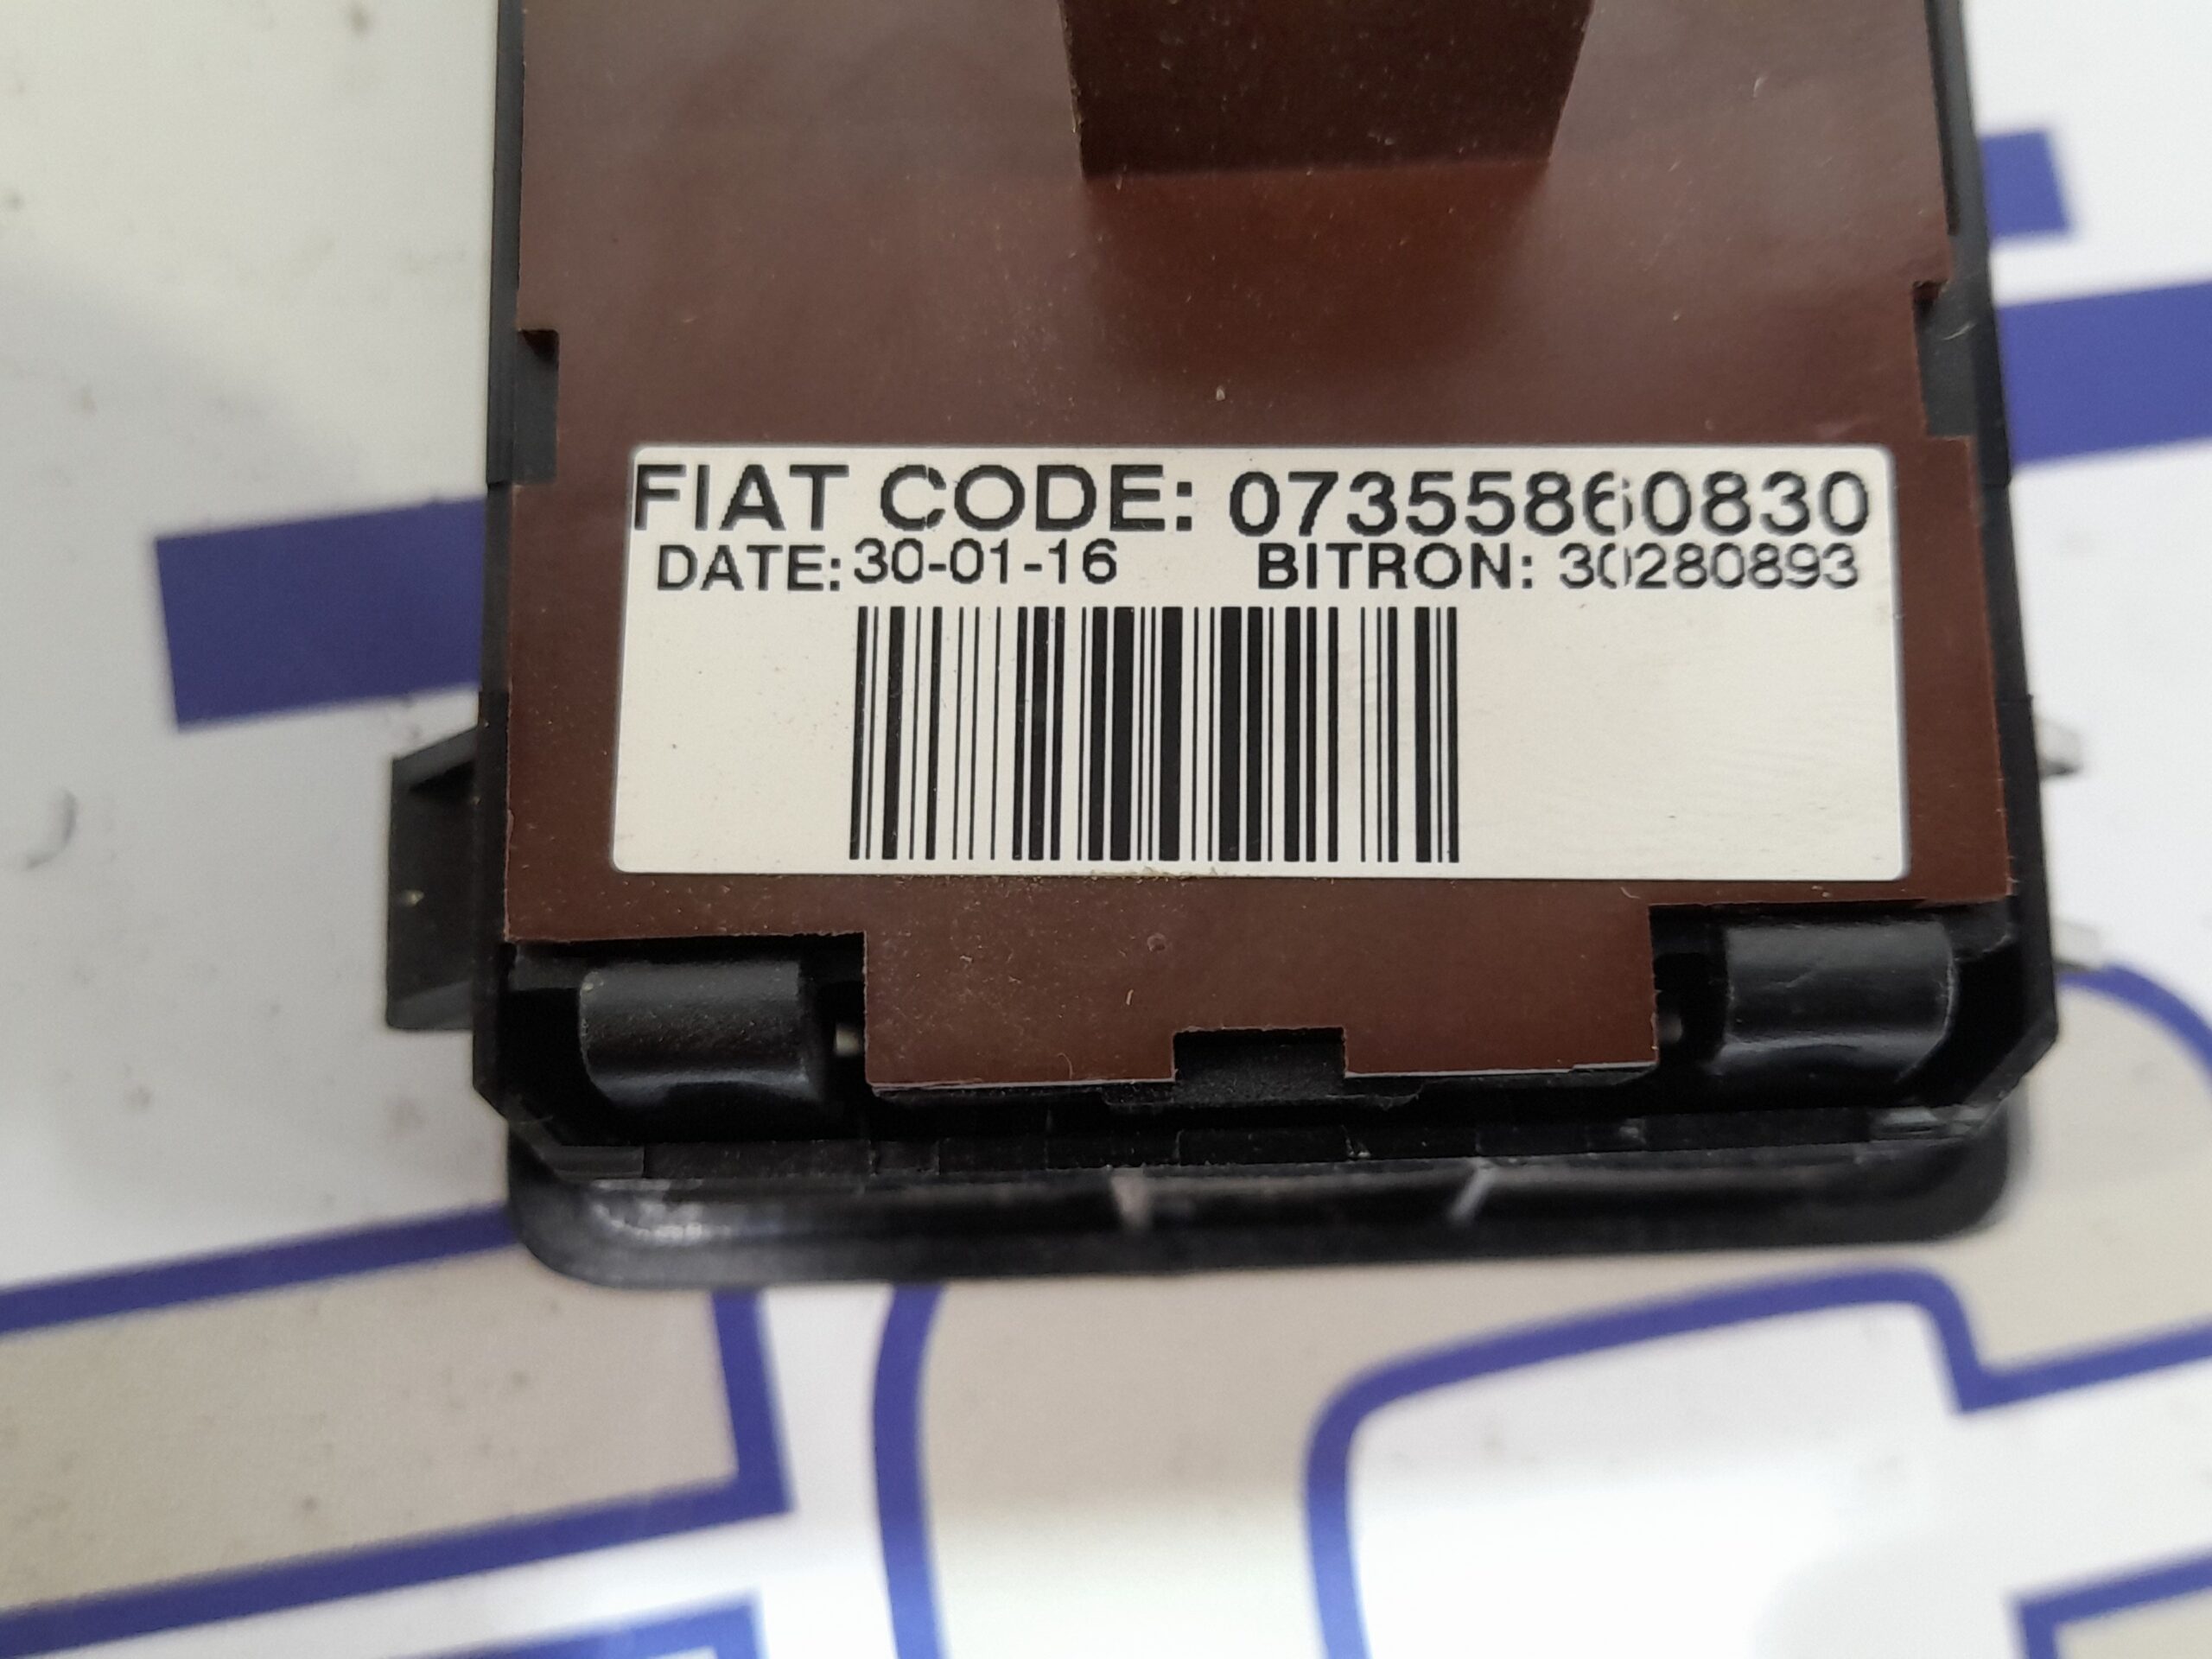 FIAT CODE: 07355860830
DATE: 30-01-16 BITRON: 30280893